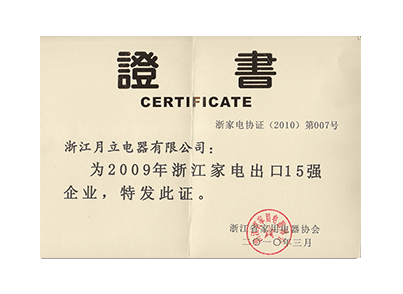 證書
CERTIFICATE
浙家电协证（2010）第007号
浙江月立电器有限公司：
为2009年浙江家电出口15强
企业，特发此证。
浙江省家用电器协会
二〇一〇年三月